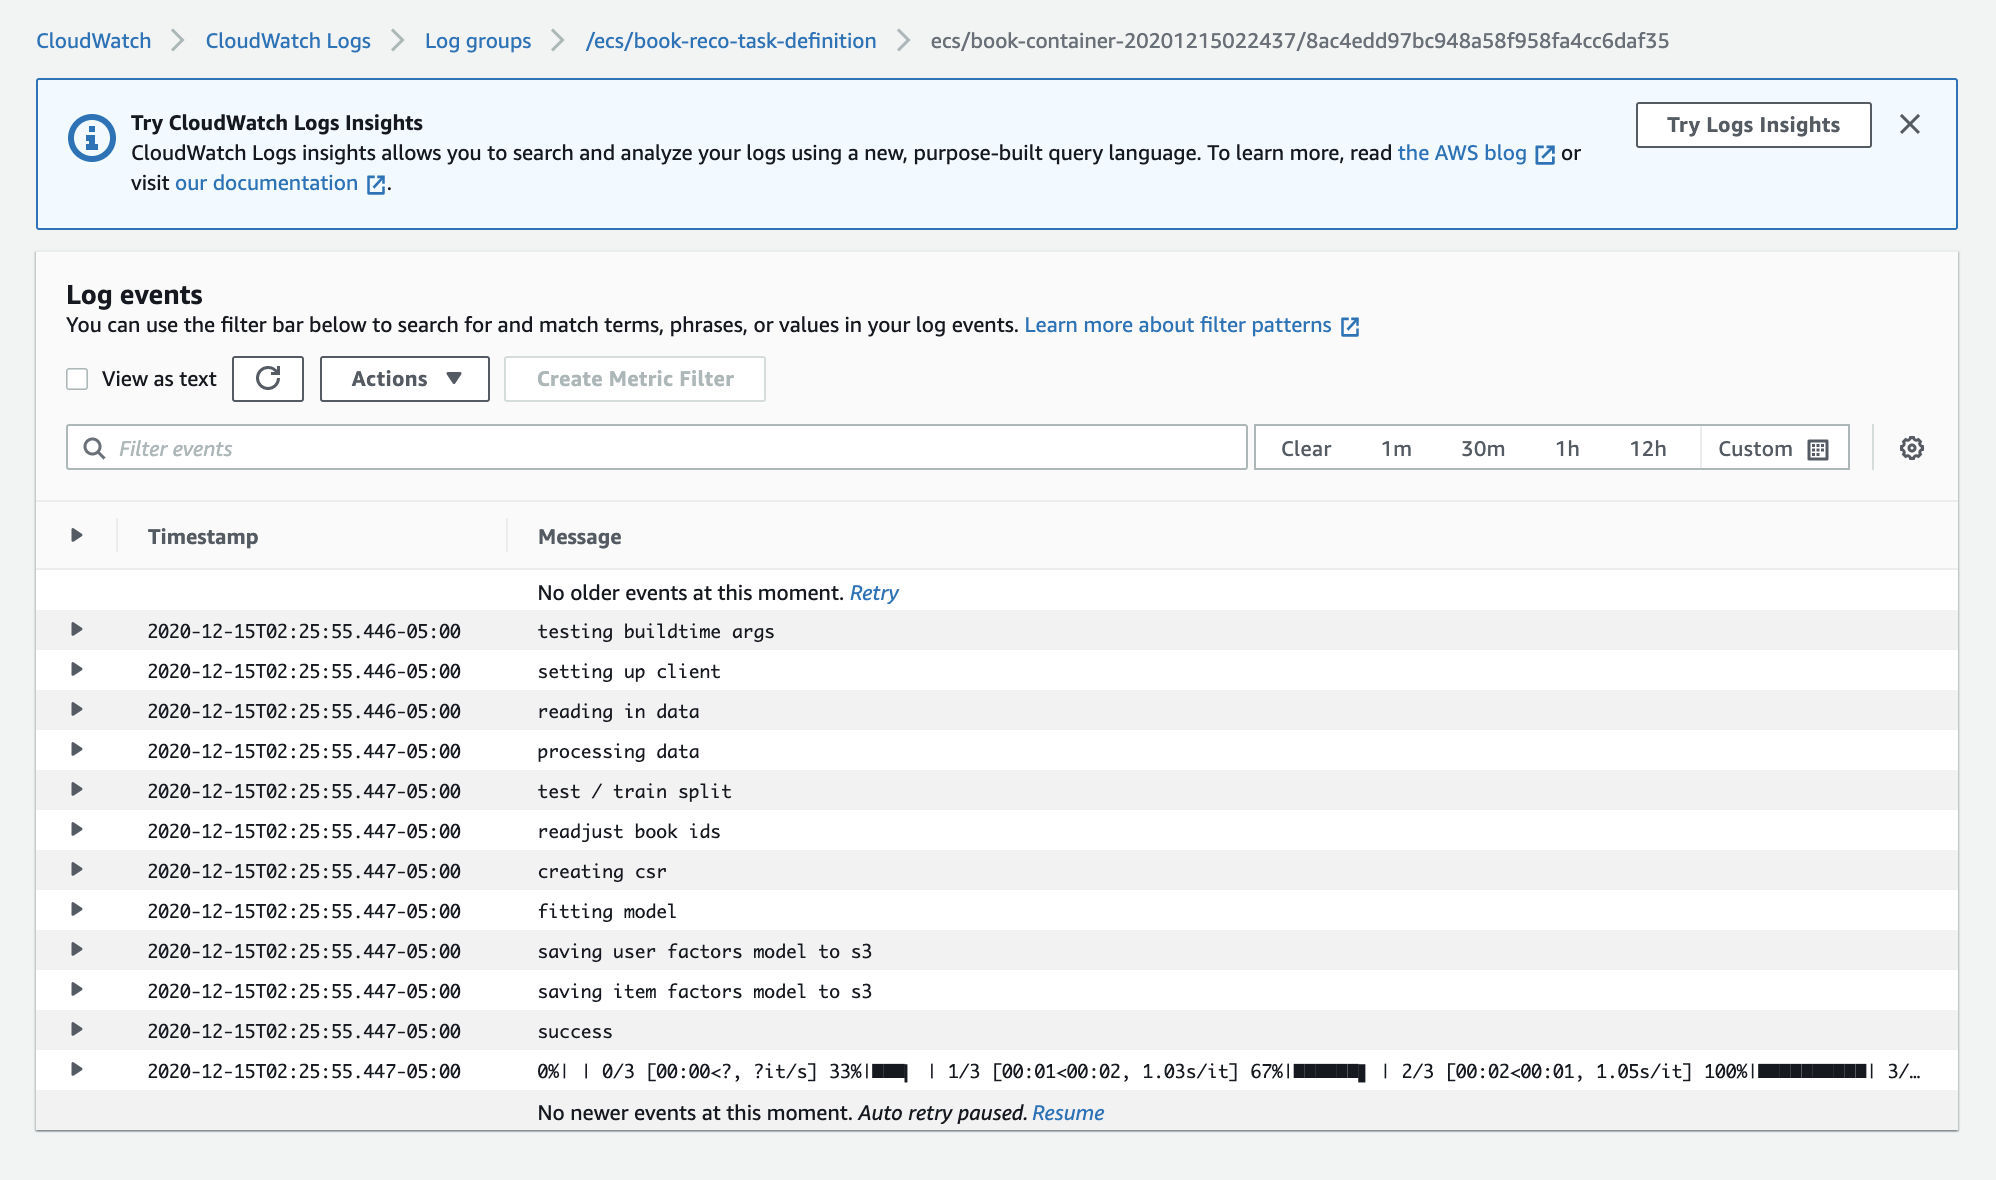 CloudWatch > CloudWatch Logs > Log groups > /ecs/book-reco-task-definition > ecs/book-container-20201215022437/8ac4edd97bc948a58f958fa4cc6daf35
Try CloudWatch Logs Insights
CloudWatch Logs insights allows you to search and analyze your logs using a new, purpose-built query language. To learn more, read the AWS blog or
visit our documentation .
Try Logs Insights
Log events
You can use the filter bar below to search for and match terms, phrases, or values in your log events. Learn more about filter patterns
View as text Actions Create Metric Filter
Filter events Clear 1m 30m 1h 12h Custom
Timestamp Message
No older events at this moment. Retry
2020-12-15T02:25:55.446-05:00 testing buildtime args
2020-12-15T02:25:55.446-05:00 setting up client
2020-12-15T02:25:55.446-05:00 reading in data
2020-12-15T02:25:55.447-05:00 processing data
2020-12-15T02:25:55.447-05:00 test / train split
2020-12-15T02:25:55.447-05:00 readjust book ids
2020-12-15T02:25:55.447-05:00 creating csr
2020-12-15T02:25:55.447-05:00 fitting model
2020-12-15T02:25:55.447-05:00 saving user factors model to s3
2020-12-15T02:25:55.447-05:00 saving item factors model to s3
2020-12-15T02:25:55.447-05:00 success
2020-12-15T02:25:55.447-05:00 0%| | 0/3 [00:00<?, ?it/s] 33%|███▎ | 1/3 [00:01<00:02, 1.03s/it] 67%|██████▋ | 2/3 [00:02<00:01, 1.05s/it] 100%|██████████| 3/…
No newer events at this moment. Auto retry paused. Resume